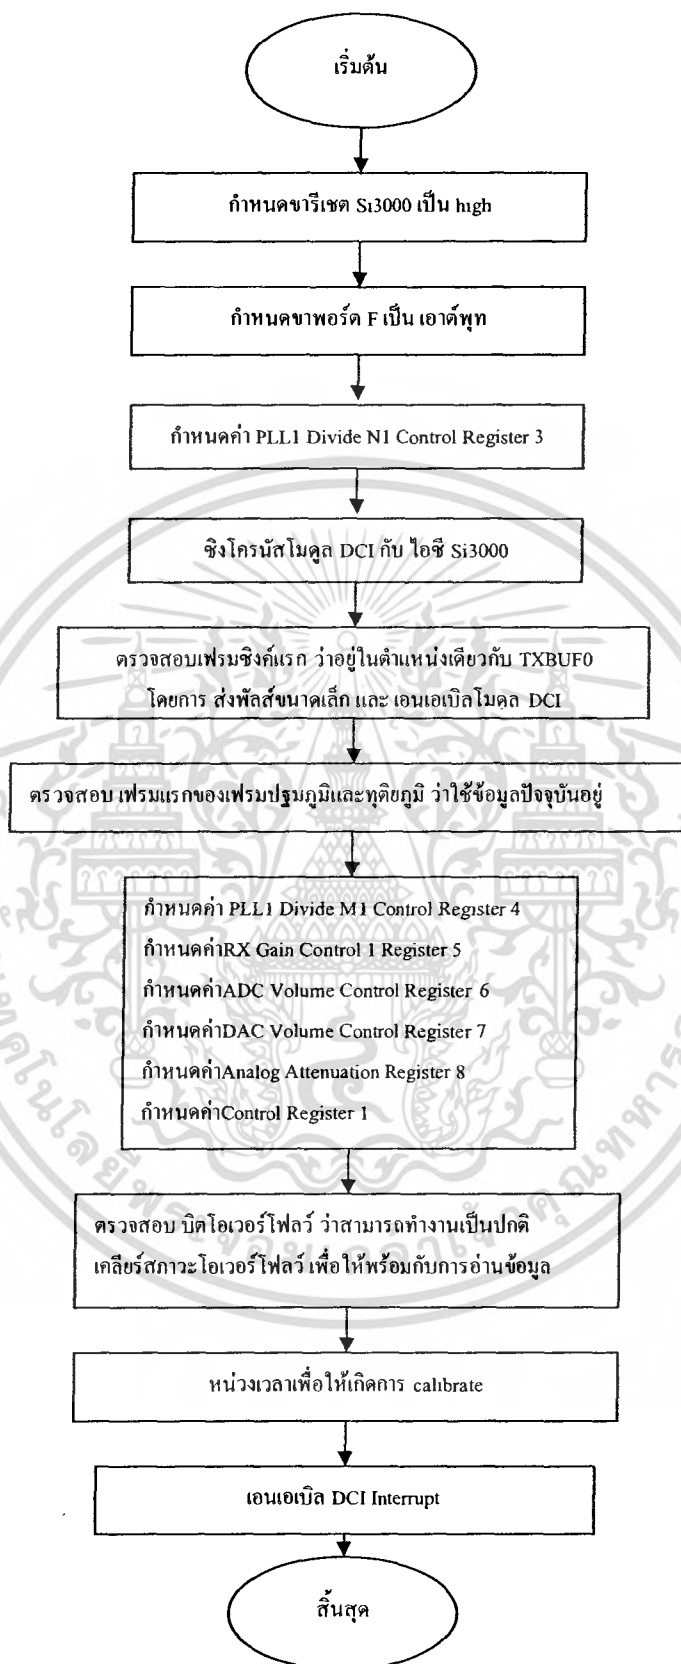 เริ่มต้น
กำหนดขารีเซต Si3000 เป็น high
กำหนดขาพอร์ต F เป็น เอาต์พุท
กำหนดค่า PLL1 Divide N1 Control Register 3
ซิงโครนัสโมดูล DCI กับ ไอซี Si3000
ตรวจสอบเฟรมซิงค์แรก ว่าอยู่ในตำแหน่งเดียวกับ TXBUF0
โดยการ ส่งพัลส์ขนาดเล็ก และ เอนเอเบิลโมดูล DCI
ตรวจสอบ เฟรมแรกของเฟรมปฐมภูมิและทุติยภูมิ ว่าใช้ข้อมูลปัจจุบันอยู่
กำหนดค่า PLL1 Divide M1 Control Register 4
กำหนดค่าRX Gain Control 1 Register 5
กำหนดค่าADC Volume Control Register 6
กำหนดค่าDAC Volume Control Register 7
กำหนดค่าAnalog Attenuation Register 8
กำหนดค่าControl Register 1
ตรวจสอบ บิตโอเวอร์โฟลว์ ว่าสามารถทำงานเป็นปกติ
เคลียร์สภาวะโอเวอร์โฟลว์ เพื่อให้พร้อมกับการอ่านข้อมูล
หน่วงเวลาเพื่อให้เกิดการ calibrate
เอนเอเบิล DCI Interrupt
สิ้นสุด